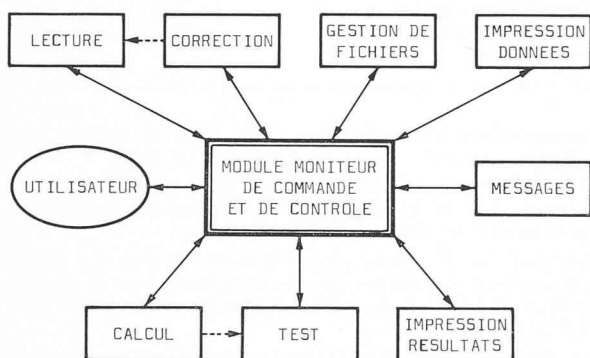 LECTURE
CORRECTION
GESTION DE
FICHIERS
IMPRESSION
DONNEES
UTILISATEUR
MODULE MONITEUR
DE COMMANDE
ET DE CONTROLE
MESSAGES
CALCUL
TEST
IMPRESSION
RESULTATS